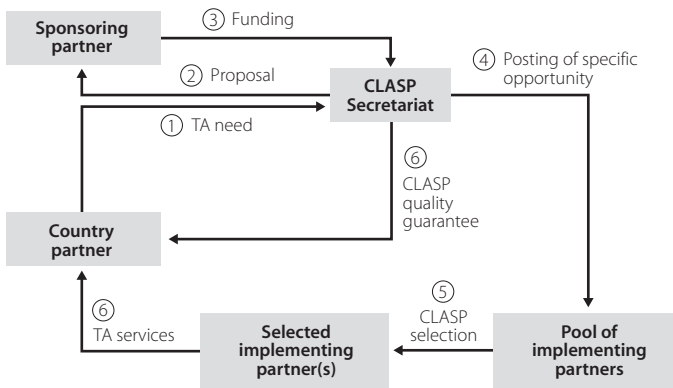 Sponsoring
partner
③ Funding
② Proposal
① TA need
CLASP
Secretariat
④ Posting of specific
opportunity
⑥
CLASP
quality
guarantee
Country
partner
⑥
TA services
Selected
implementing
partner(s)
⑤
CLASP
selection
Pool of
implementing
partners